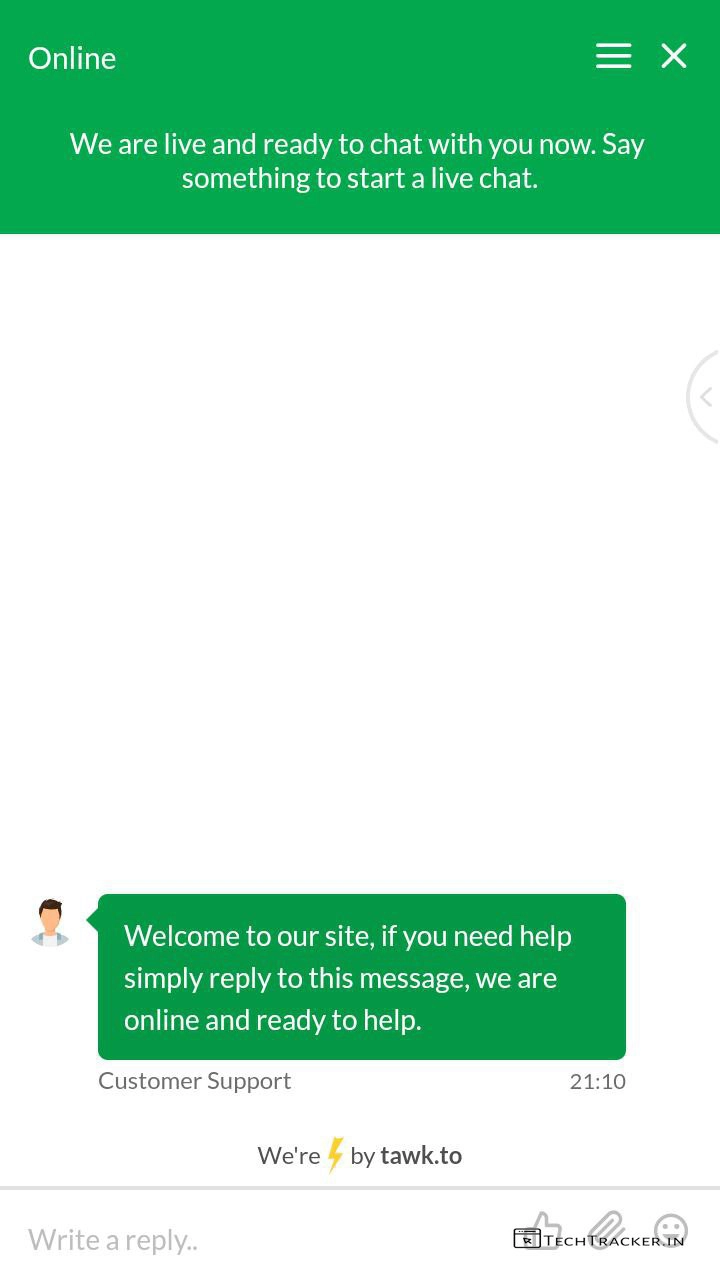 Online
We are live and ready to chat with you now. Say
something to start a live chat.
Welcome to our site, if you need help
simply reply to this message, we are
online and ready to help.
Customer Support 21:10
We're by tawk.to
Write a reply..
TECHTRACKER.IN